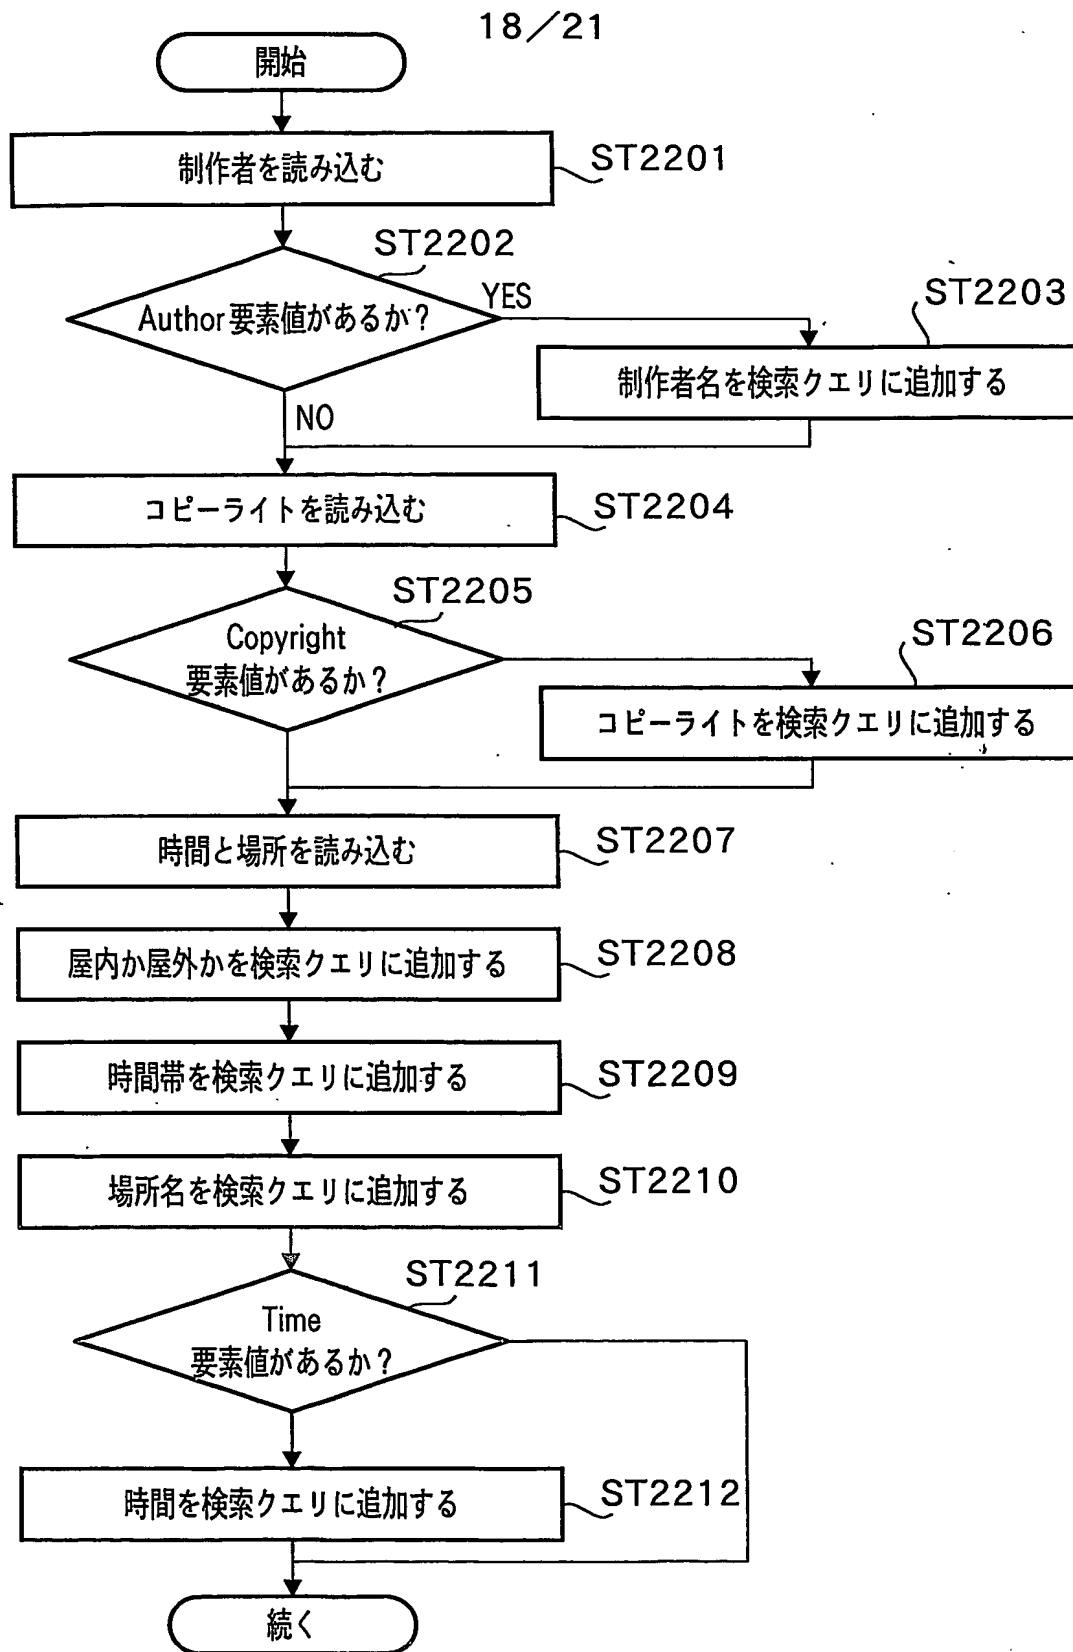 18／21
開始
制作者を読み込む
ST2201
ST2202
Author要素値があるか？
YES
NO
ST2203
制作者名を検索クエリに追加する
コピーライトを読み込む
ST2204
ST2205
Copyright
要素値があるか？
ST2206
コピーライトを検索クエリに追加する
時間と場所を読み込む
ST2207
屋内か屋外かを検索クエリに追加する
ST2208
時間帯を検索クエリに追加する
ST2209
場所名を検索クエリに追加する
ST2210
ST2211
Time
要素値があるか？
時間を検索クエリに追加する
ST2212
続く